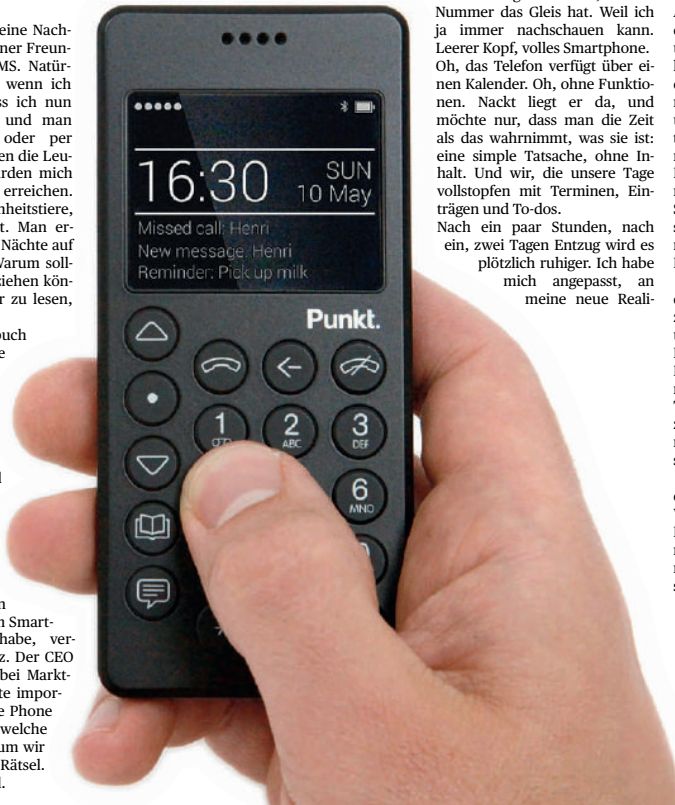 eine Nach-
ner Freun-
MS. Natür-
wenn ich
ss ich nun
und man
oder per
en die Leu-
rden mich
erreichen.
nheitstiere,
t. Man er-
Nächte auf
Warum soll-
ziehen kön-
r zu lesen,
uch
e
n
n Smart-
habe, ver-
z. Der CEO
bei Markt-
te impor-
e Phone
welche
um wir
Rätsel.
l.
16:30
SUN
10 May
Missed call: Henri
New message: Henri
Reminder: Pick up milk
Punkt.
1
2
ABC
3
DEF
6
MNO
Nummer das Gleis hat. Weil ich
ja immer nachschauen kann.
Leerer Kopf, volles Smartphone.
Oh, das Telefon verfügt über ei-
nen Kalender. Oh, ohne Funktio-
nen. Nackt liegt er da, und
möchte nur, dass man die Zeit
als das wahrnimmt, was sie ist:
eine simple Tatsache, ohne In-
halt. Und wir, die unsere Tage
vollstopfen mit Terminen, Ein-
trägen und To-dos.
Nach ein paar Stunden, nach
ein, zwei Tagen Entzug wird es
plötzlich ruhiger. Ich habe
mich angepasst, an
meine neue Reali-